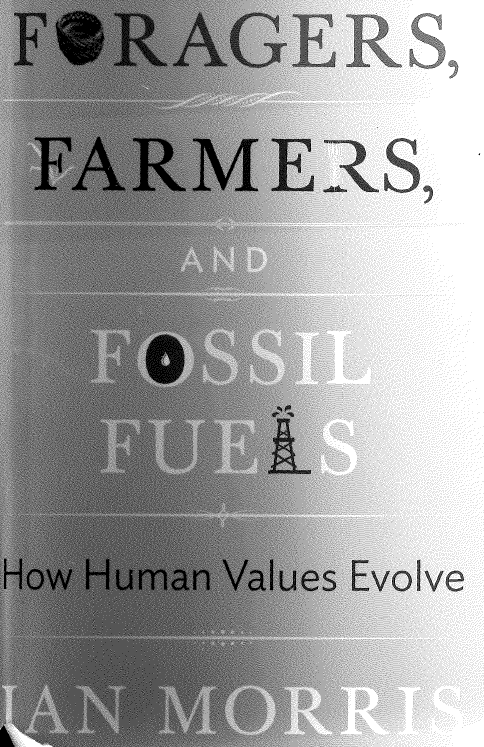 FORAGERS,
FARMERS,
AND
FOSSIL
FUELS
How Human Values Evolve
IAN MORRIS